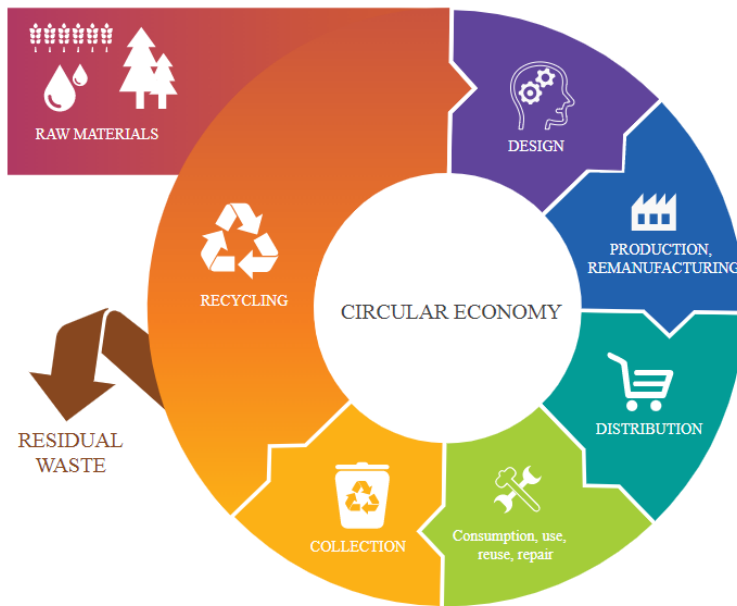 RAW MATERIALS
DESIGN
PRODUCTION,
REMANUFACTURING
RECYCLING
CIRCULAR ECONOMY
DISTRIBUTION
RESIDUAL
WASTE
COLLECTION
Consumption, use,
reuse, repair